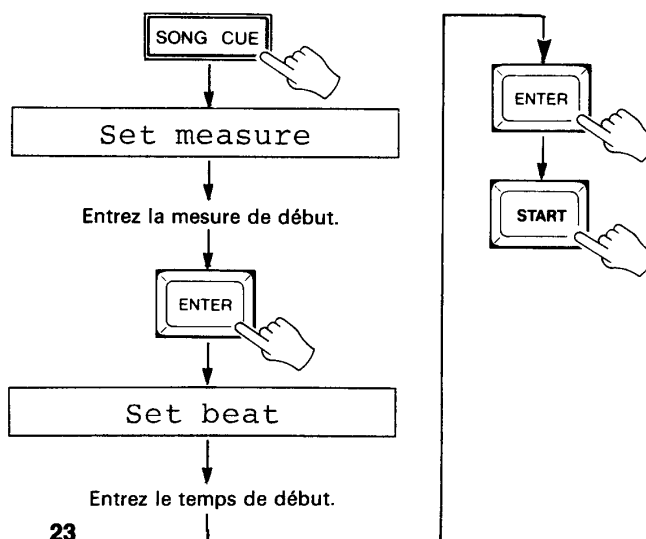 SONG CUE
Set measure
Entrez la mesure de début.
ENTER
Set beat
Entrez le temps de début.
ENTER
START
23